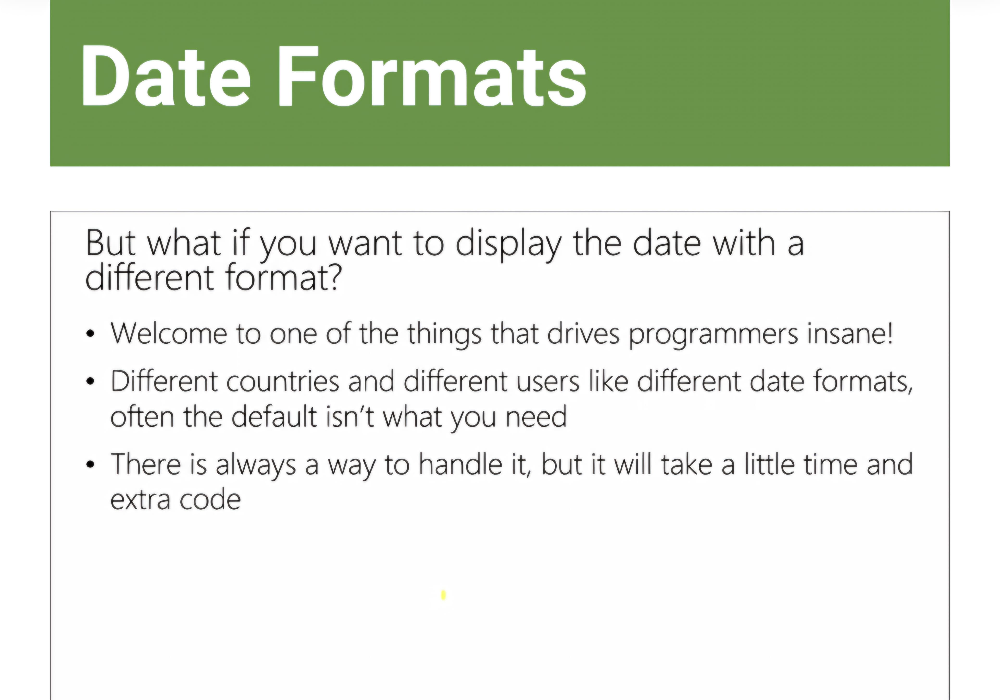 Date Formats
But what if you want to display the date with a
different format?
• Welcome to one of the things that drives programmers insane!
• Different countries and different users like different date formats,
often the default isn't what you need
• There is always a way to handle it, but it will take a little time and
extra code